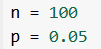 n = 100
p = 0.05